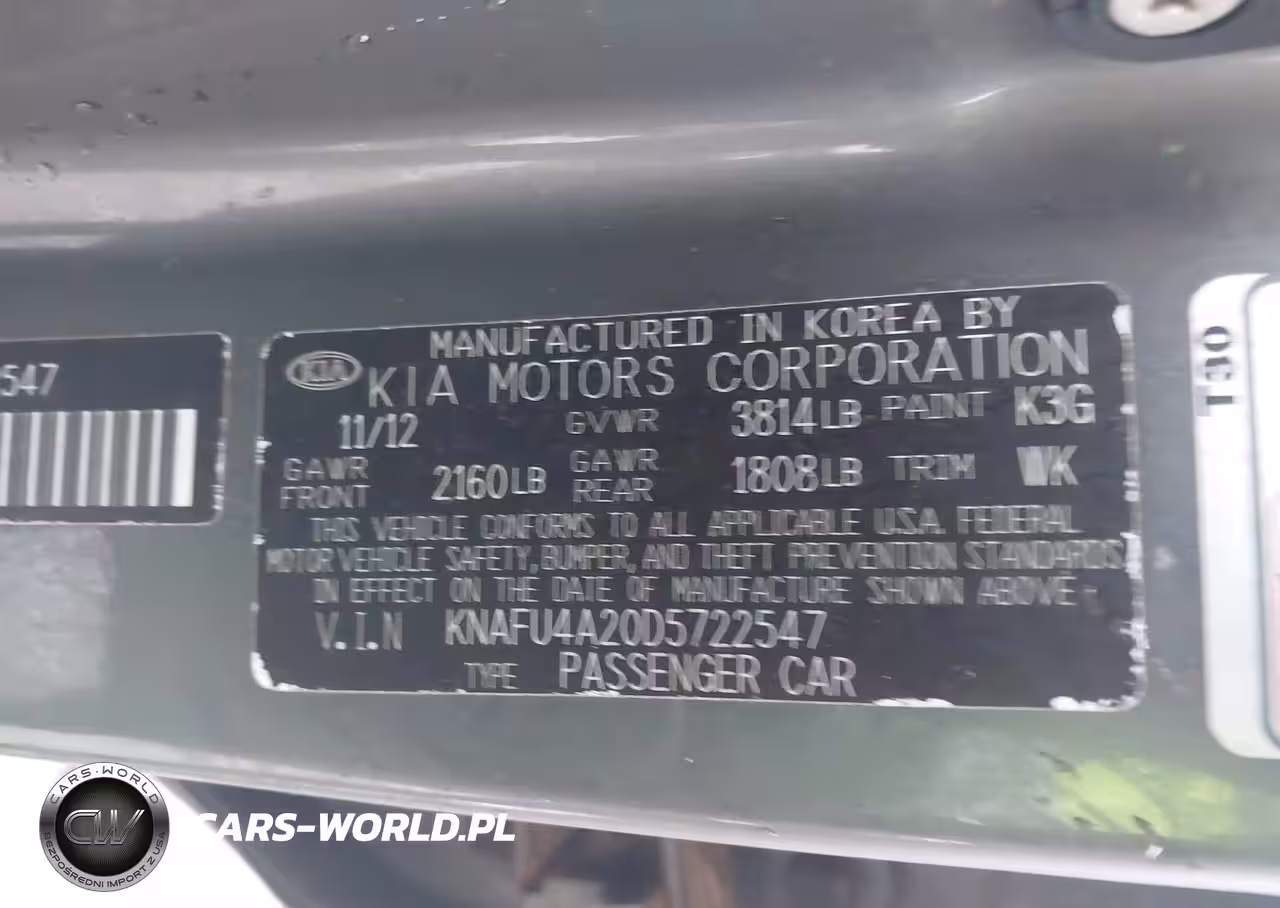 547
KIA
MANUFACTURED IN KOREA BY
KIA MOTORS CORPORATION
11/12 GVWR 3814LB PAINT K3G
GAWR FRONT 2160LB GAWR REAR 1808LB TRIM WK
THIS VEHICLE CONFORMS TO ALL APPLICABLE U.S.A. FEDERAL
MOTOR VEHICLE SAFETY, BUMPER, AND THEFT PREVENTION STANDARDS
IN EFFECT ON THE DATE OF MANUFACTURE SHOWN ABOVE
V.I.N KNAFU4A20D5722547
TYPE PASSENGER CAR
CARS-WORLD
CW
BEZPOŚREDNI IMPORT Z USA
CARS-WORLD.PL